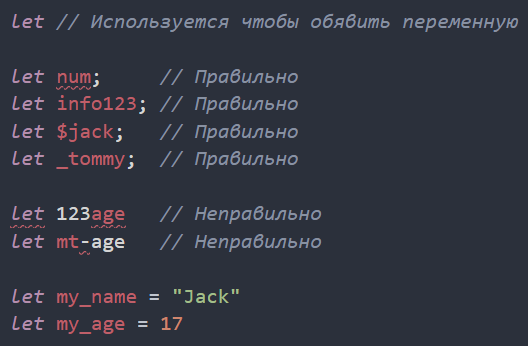 let // Используется чтобы обявить переменную
let num; // Правильно
let info123; // Правильно
let $jack; // Правильно
let _tommy; // Правильно
let 123age // Неправильно
let mt-age // Неправильно
let my_name = "Jack"
let my_age = 17